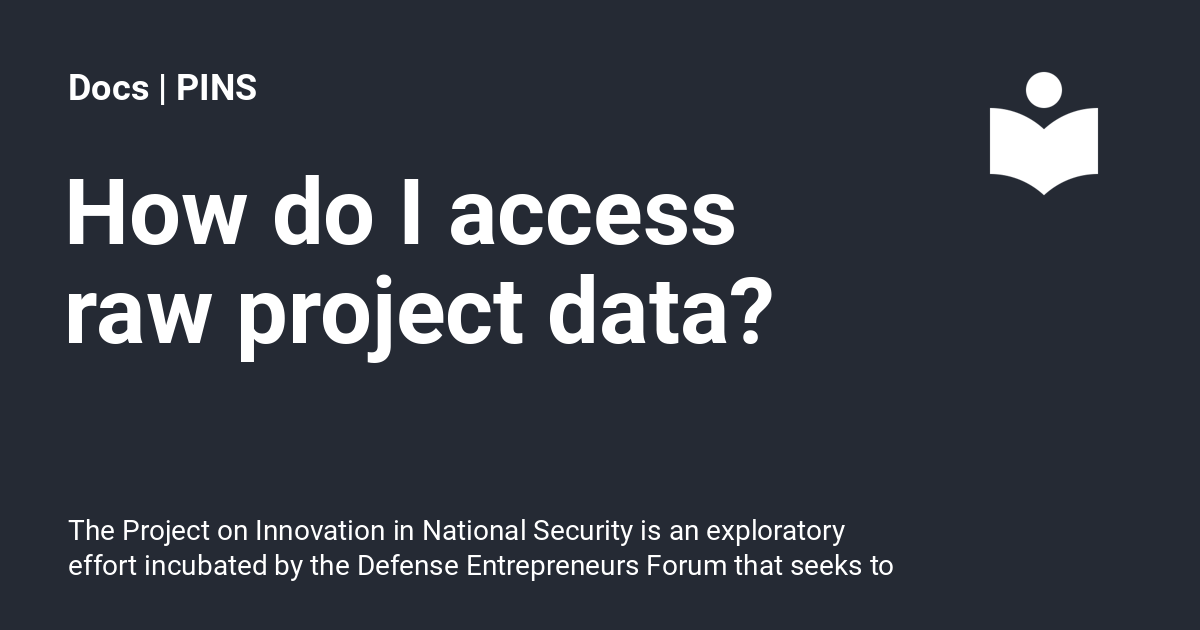 Docs | PINS
How do I access
raw project data?
The Project on Innovation in National Security is an exploratory
effort incubated by the Defense Entrepreneurs Forum that seeks to